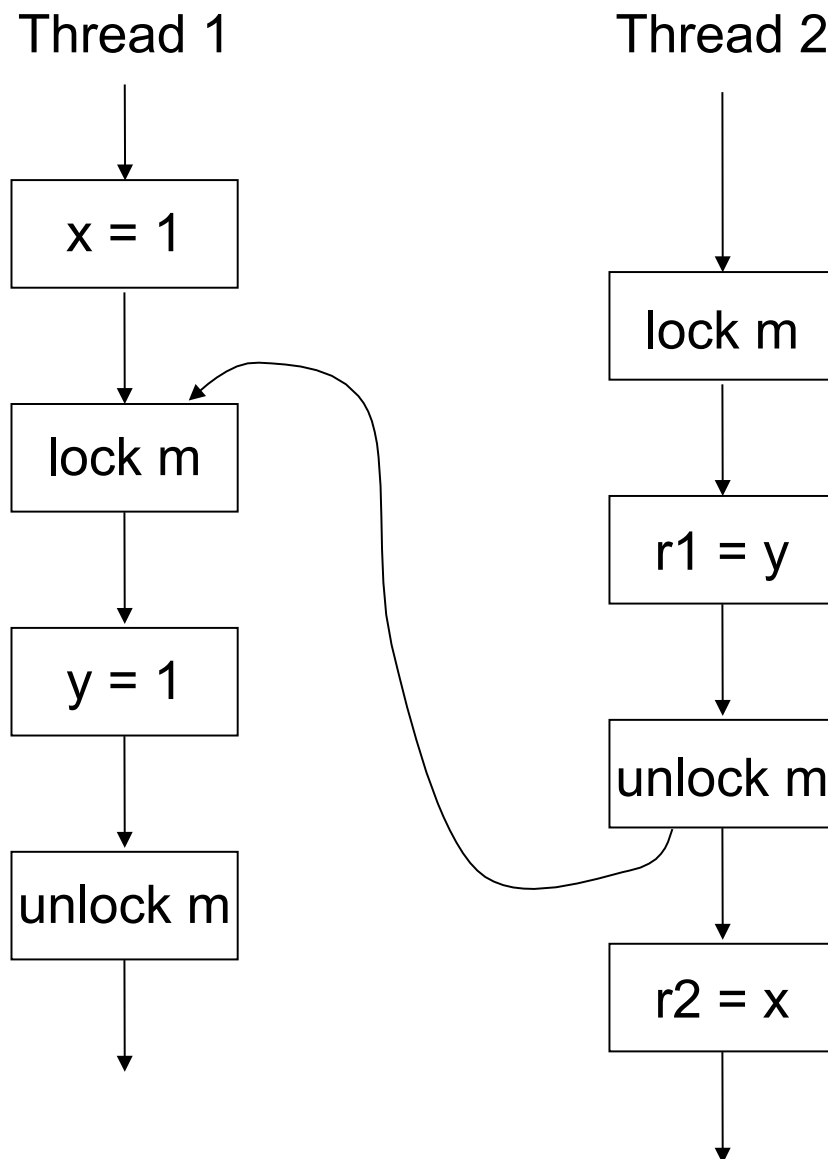 Thread 1
x = 1
lock m
y = 1
unlock m
Thread 2
lock m
r1 = y
unlock m
r2 = x